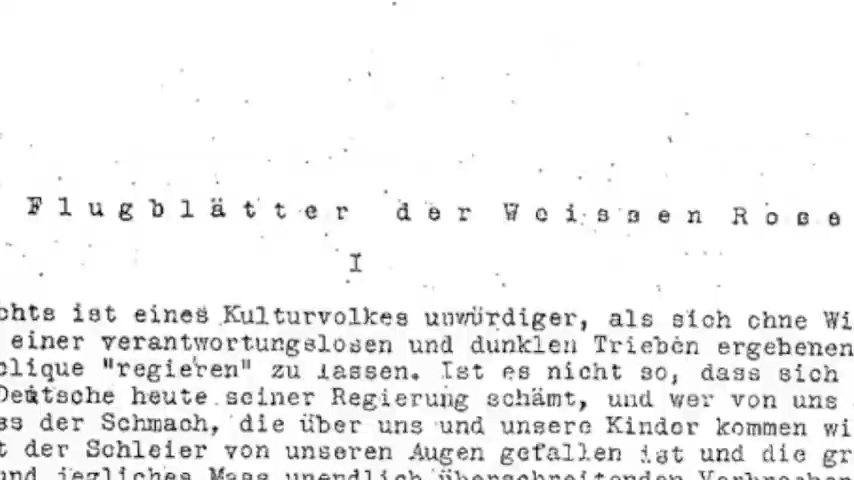 Flugblätter der Weissen Rose
I
chts ist eines Kulturvolkes unwürdiger, als sich ohne Wi
einer verantwortungslosen und dunklen Trieben ergebenen
clique "regieren" zu lassen. Ist es nicht so, dass sich
Deutsche heute seiner Regierung schämt, und wer von uns
ss der Schmach, die über uns und unsere Kinder kommen wi
t der Schleier von unseren Augen gefallen ist und die gr
und jegliches Mass unendlich überschreitenden Verbrechen